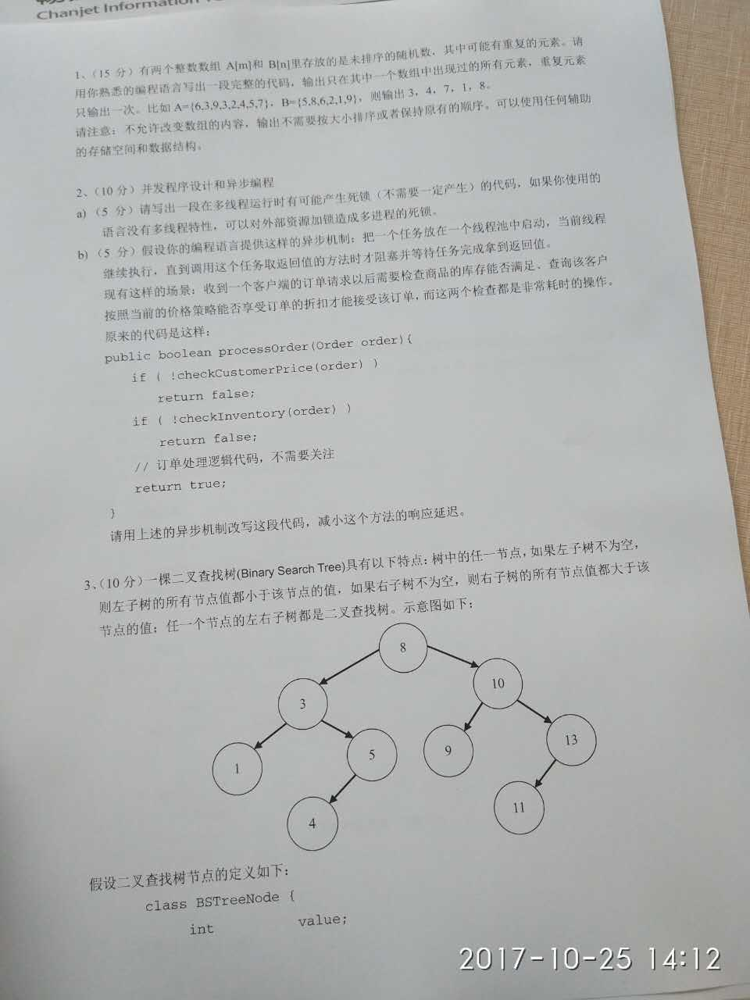 Chanjet Information
1、（15 分）有两个整数数组 A[m]和 B[n]里存放的是未排序的随机数，其中可能有重复的元素。请
用你熟悉的编程语言写出一段完整的代码，输出只在其中一个数组中出现过的所有元素，重复元素
只输出一次。比如 A={6,3,9,3,2,4,5,7}，B={5,8,6,2,1,9}，则输出 3，4，7，1，8。
请注意：不允许改变数组的内容，输出不需要按大小排序或者保持原有的顺序。可以使用任何辅助
的存储空间和数据结构。
2、（10 分）并发程序设计和异步编程
a) （5 分）请写出一段在多线程运行时有可能产生死锁（不需要一定产生）的代码，如果你使用的
语言没有多线程特性，可以对外部资源加锁造成多进程的死锁。
b) （5 分）假设你的编程语言提供这样的异步机制：把一个任务放在一个线程池中启动，当前线程
继续执行，直到调用这个任务取返回值的方法时才阻塞并等待任务完成拿到返回值。
现有这样的场景：收到一个客户端的订单请求以后需要检查商品的库存能否满足、查询该客户
按照当前的价格策略能否享受订单的折扣才能接受该订单，而这两个检查都是非常耗时的操作。
原来的代码是这样：
public boolean processOrder(Order order){
if ( !checkCustomerPrice(order) )
return false;
if ( !checkInventory(order) )
return false;
// 订单处理逻辑代码，不需要关注
return true;
}
请用上述的异步机制改写这段代码，减小这个方法的响应延迟。
3、（10 分）一棵二叉查找树(Binary Search Tree)具有以下特点：树中的任一节点，如果左子树不为空，
则左子树的所有节点值都小于该节点的值，如果右子树不为空，则右子树的所有节点值都大于该
节点的值；任一个节点的左右子树都是二叉查找树。示意图如下：
8
3
10
1
5
9
13
4
11
假设二叉查找树节点的定义如下：
class BSTreeNode {
int value;
2017-10-25 14:12